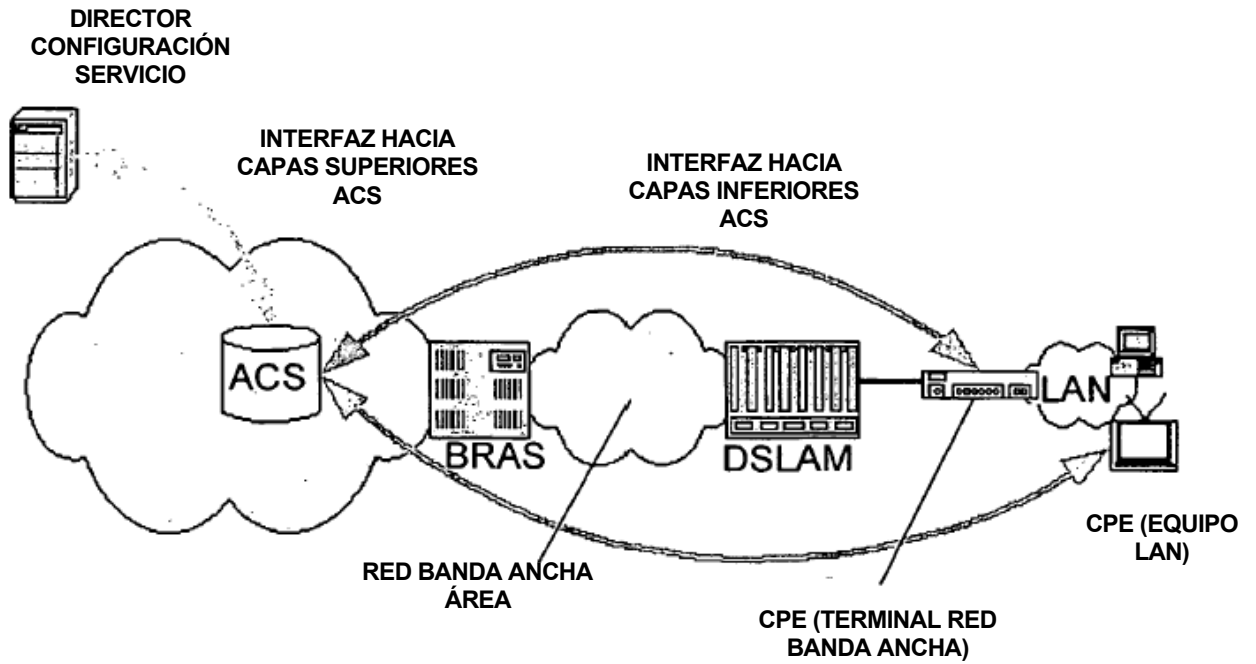 DIRECTOR
CONFIGURACIÓN
SERVICIO
INTERFAZ HACIA
CAPAS SUPERIORES
ACS
INTERFAZ HACIA
CAPAS INFERIORES
ACS
ACS
BRAS
DSLAM
LAN
RED BANDA ANCHA
ÁREA
CPE (TERMINAL RED
BANDA ANCHA)
CPE (EQUIPO
LAN)